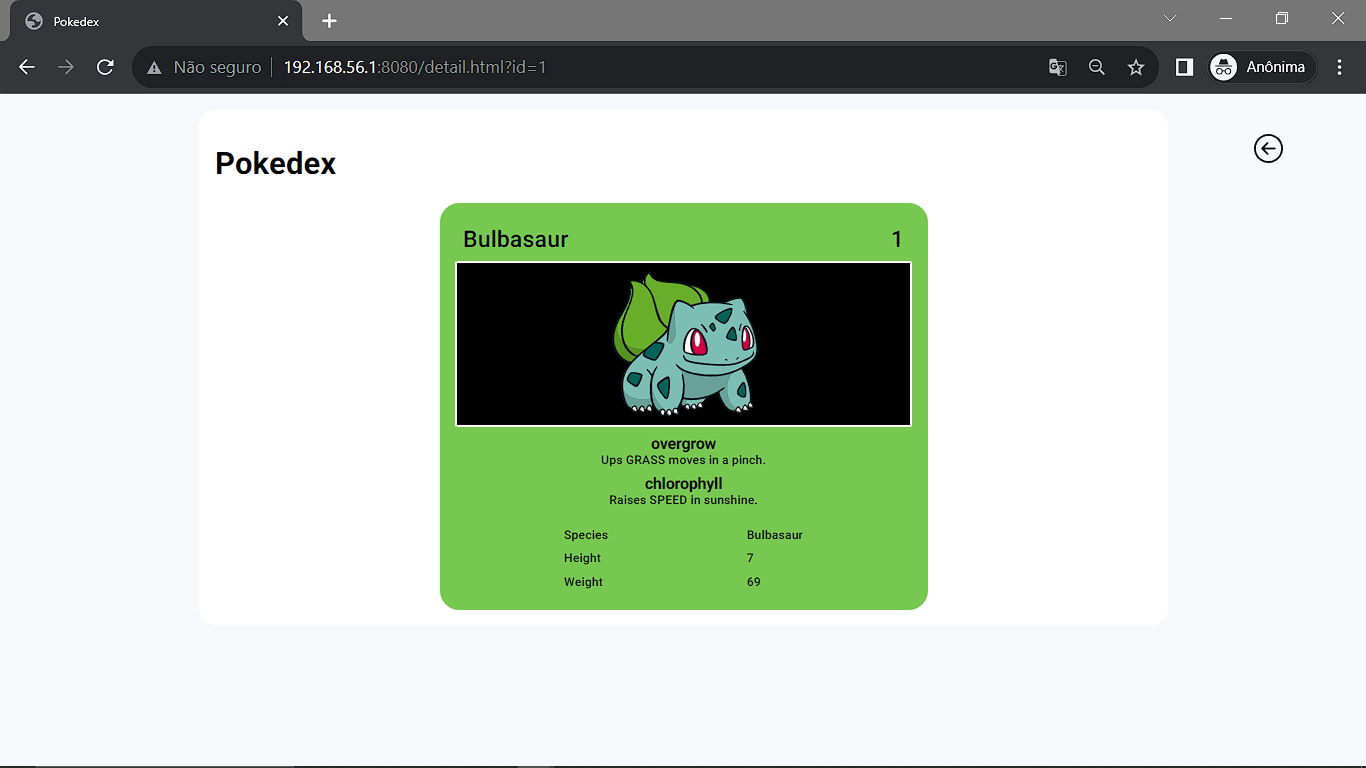 Pokedex
Não seguro
192.168.56.1:8080/detail.html?id=1
Anônima
Pokedex
Bulbasaur 1
overgrow
Ups GRASS moves in a pinch.
chlorophyll
Raises SPEED in sunshine.
Species Bulbasaur
Height 7
Weight 69